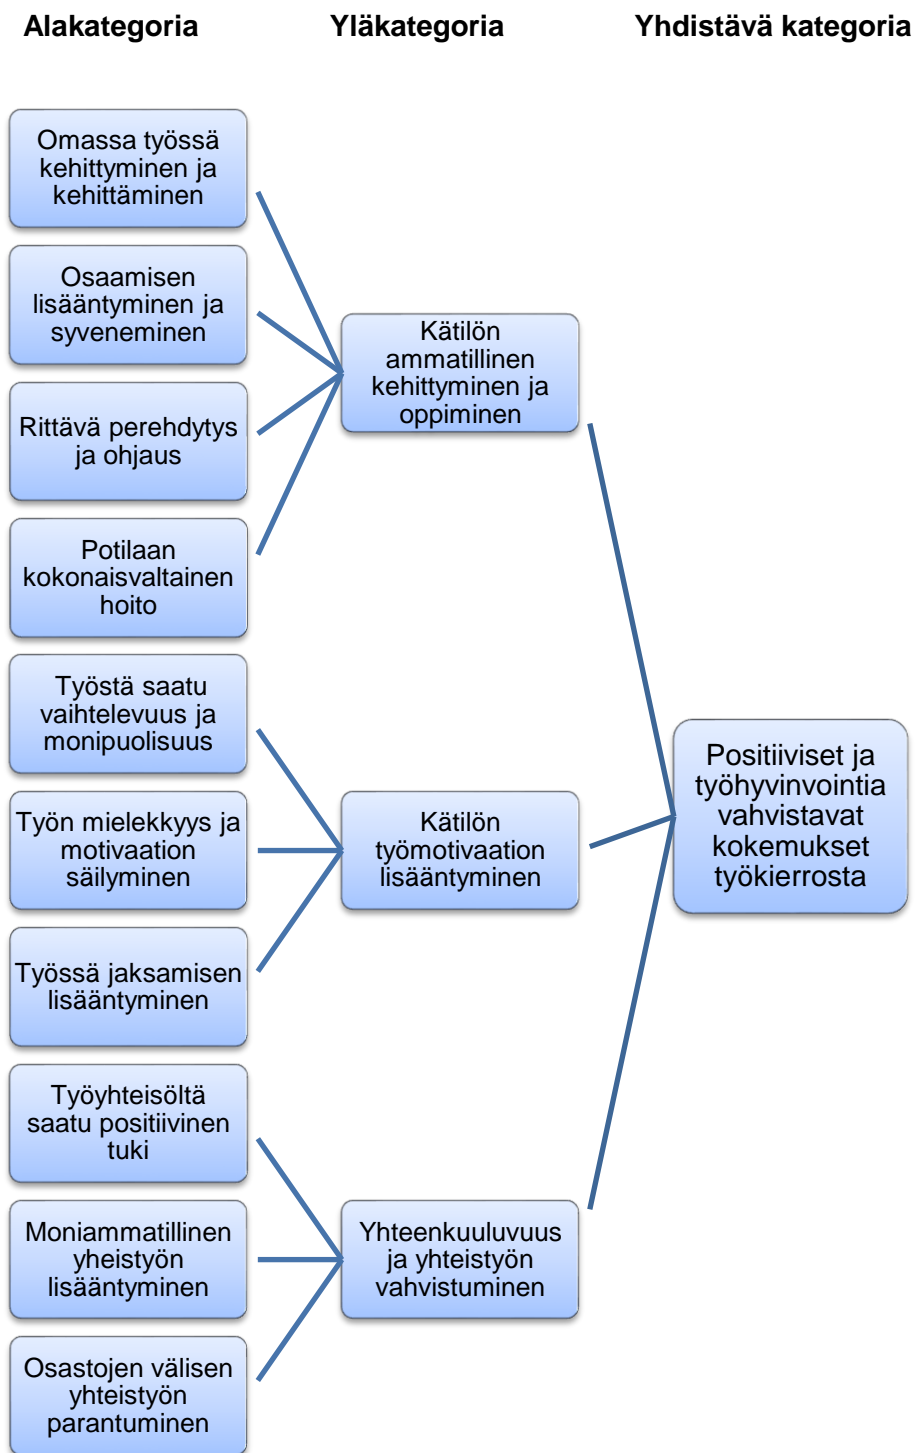 Alakategoria
Yläkategoria
Yhdistävä kategoria
Omassa työssä
kehittyminen ja
kehittäminen
Osaamisen
lisääntyminen ja
syveneminen
Rittävä perehdytys
ja ohjaus
Potilaan
kokonaisvaltainen
hoito
Työstä saatu
vaihtelevuus ja
monipuolisuus
Työn mielekkyys ja
motivaation
säilyminen
Työssä jaksamisen
lisääntyminen
Työyhteisöltä
saatu positiivinen
tuki
Moniammatillinen
yheistyön
lisääntyminen
Osastojen välisen
yhteistyön
parantuminen
Kätilön
ammatillinen
kehittyminen ja
oppiminen
Kätilön
työmotivaation
lisääntyminen
Yhteenkuuluvuus
ja yhteistyön
vahvistuminen
Positiiviset ja
työhyvinvointia
vahvistavat
kokemukset
työkierrosta